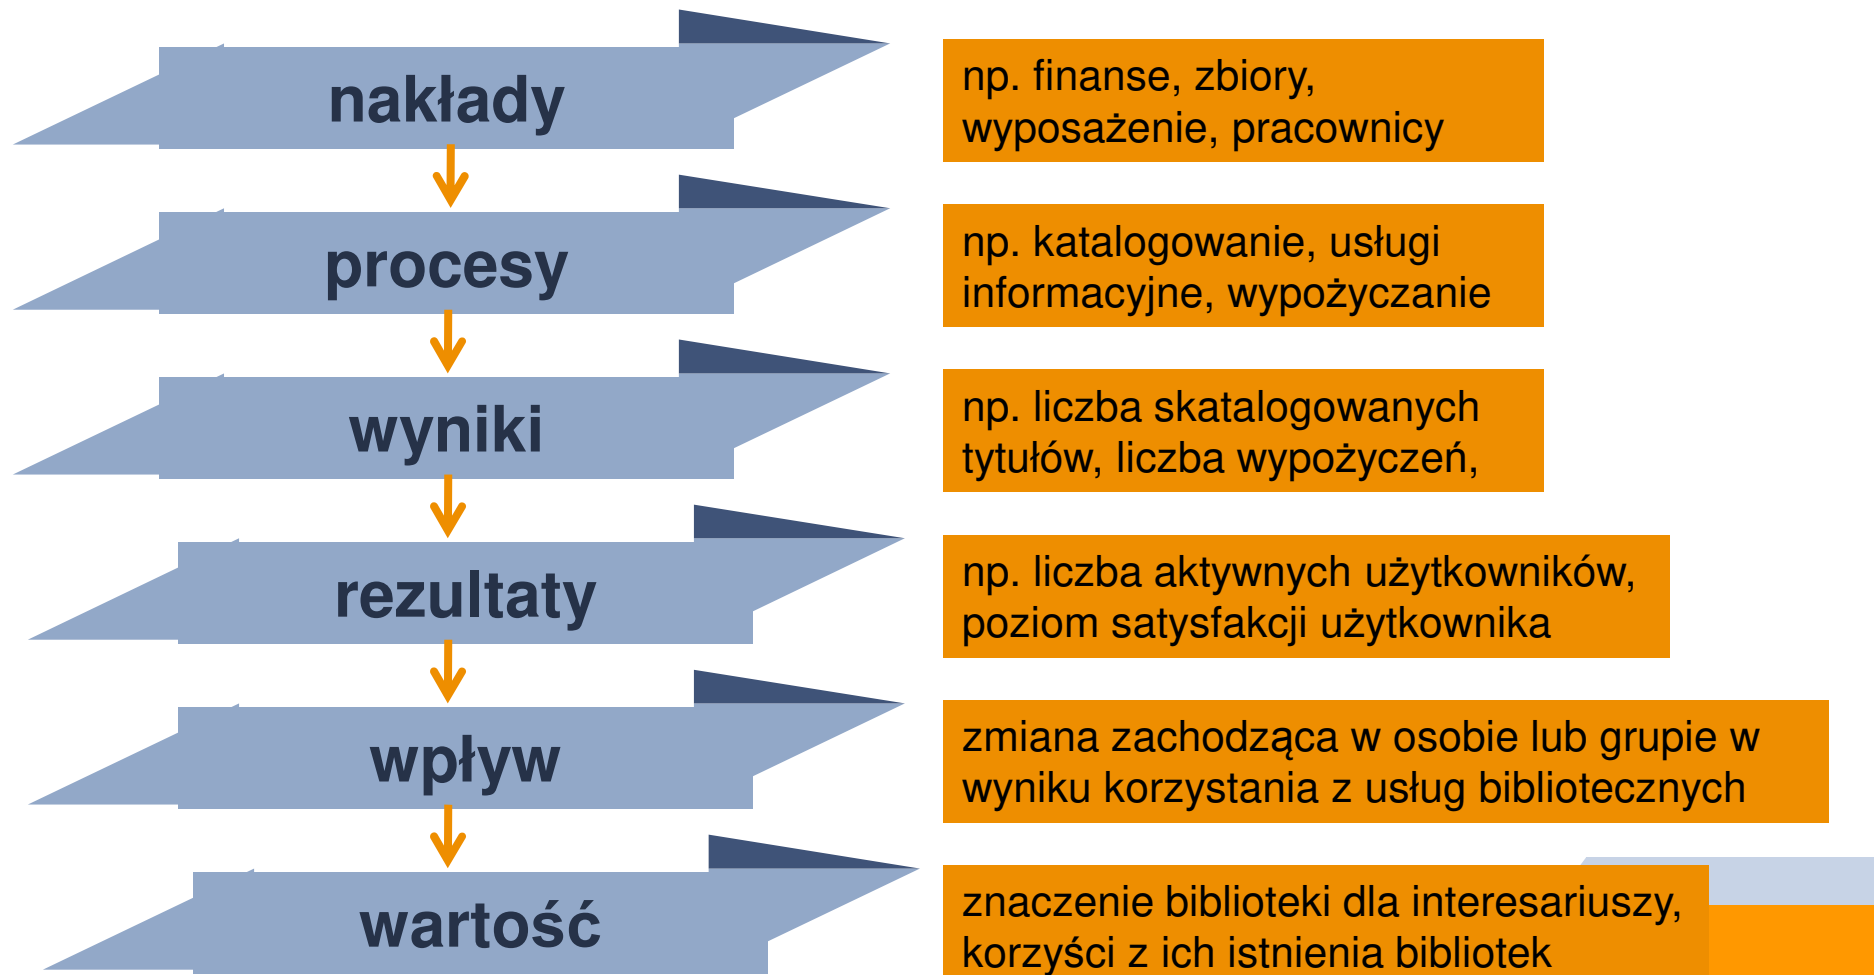 nakłady
np. finanse, zbiory,
wyposażenie, pracownicy
procesy
np. katalogowanie, usługi
informacyjne, wypożyczanie
wyniki
np. liczba skatalogowanych
tytułów, liczba wypożyczeń,
rezultaty
np. liczba aktywnych użytkowników,
poziom satysfakcji użytkownika
wpływ
zmiana zachodząca w osobie lub grupie w
wyniku korzystania z usług bibliotecznych
wartość
znaczenie biblioteki dla interesariuszy,
korzyści z ich istnienia bibliotek